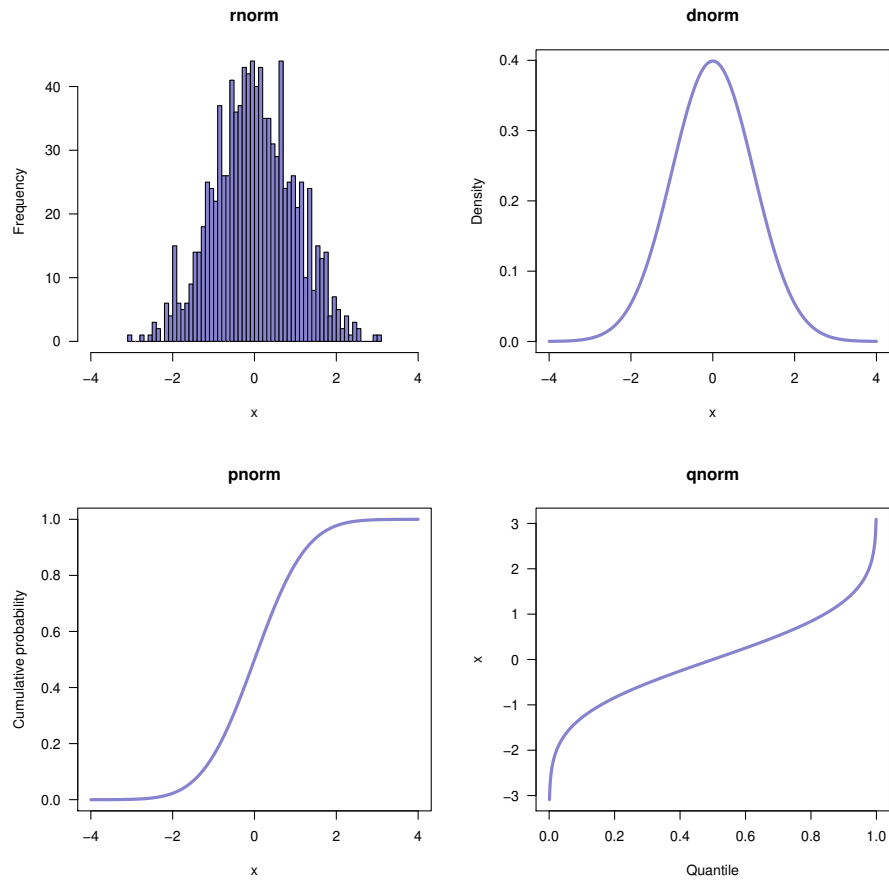 rnorm
Frequency
40
30
20
10
0
−4 −2 0 2 4
x
dnorm
Density
0.4
0.3
0.2
0.1
0.0
−4 −2 0 2 4
x
pnorm
Cumulative probability
1.0
0.8
0.6
0.4
0.2
0.0
−4 −2 0 2 4
x
qnorm
x
3
2
1
0
−1
−2
−3
0.0 0.2 0.4 0.6 0.8 1.0
Quantile